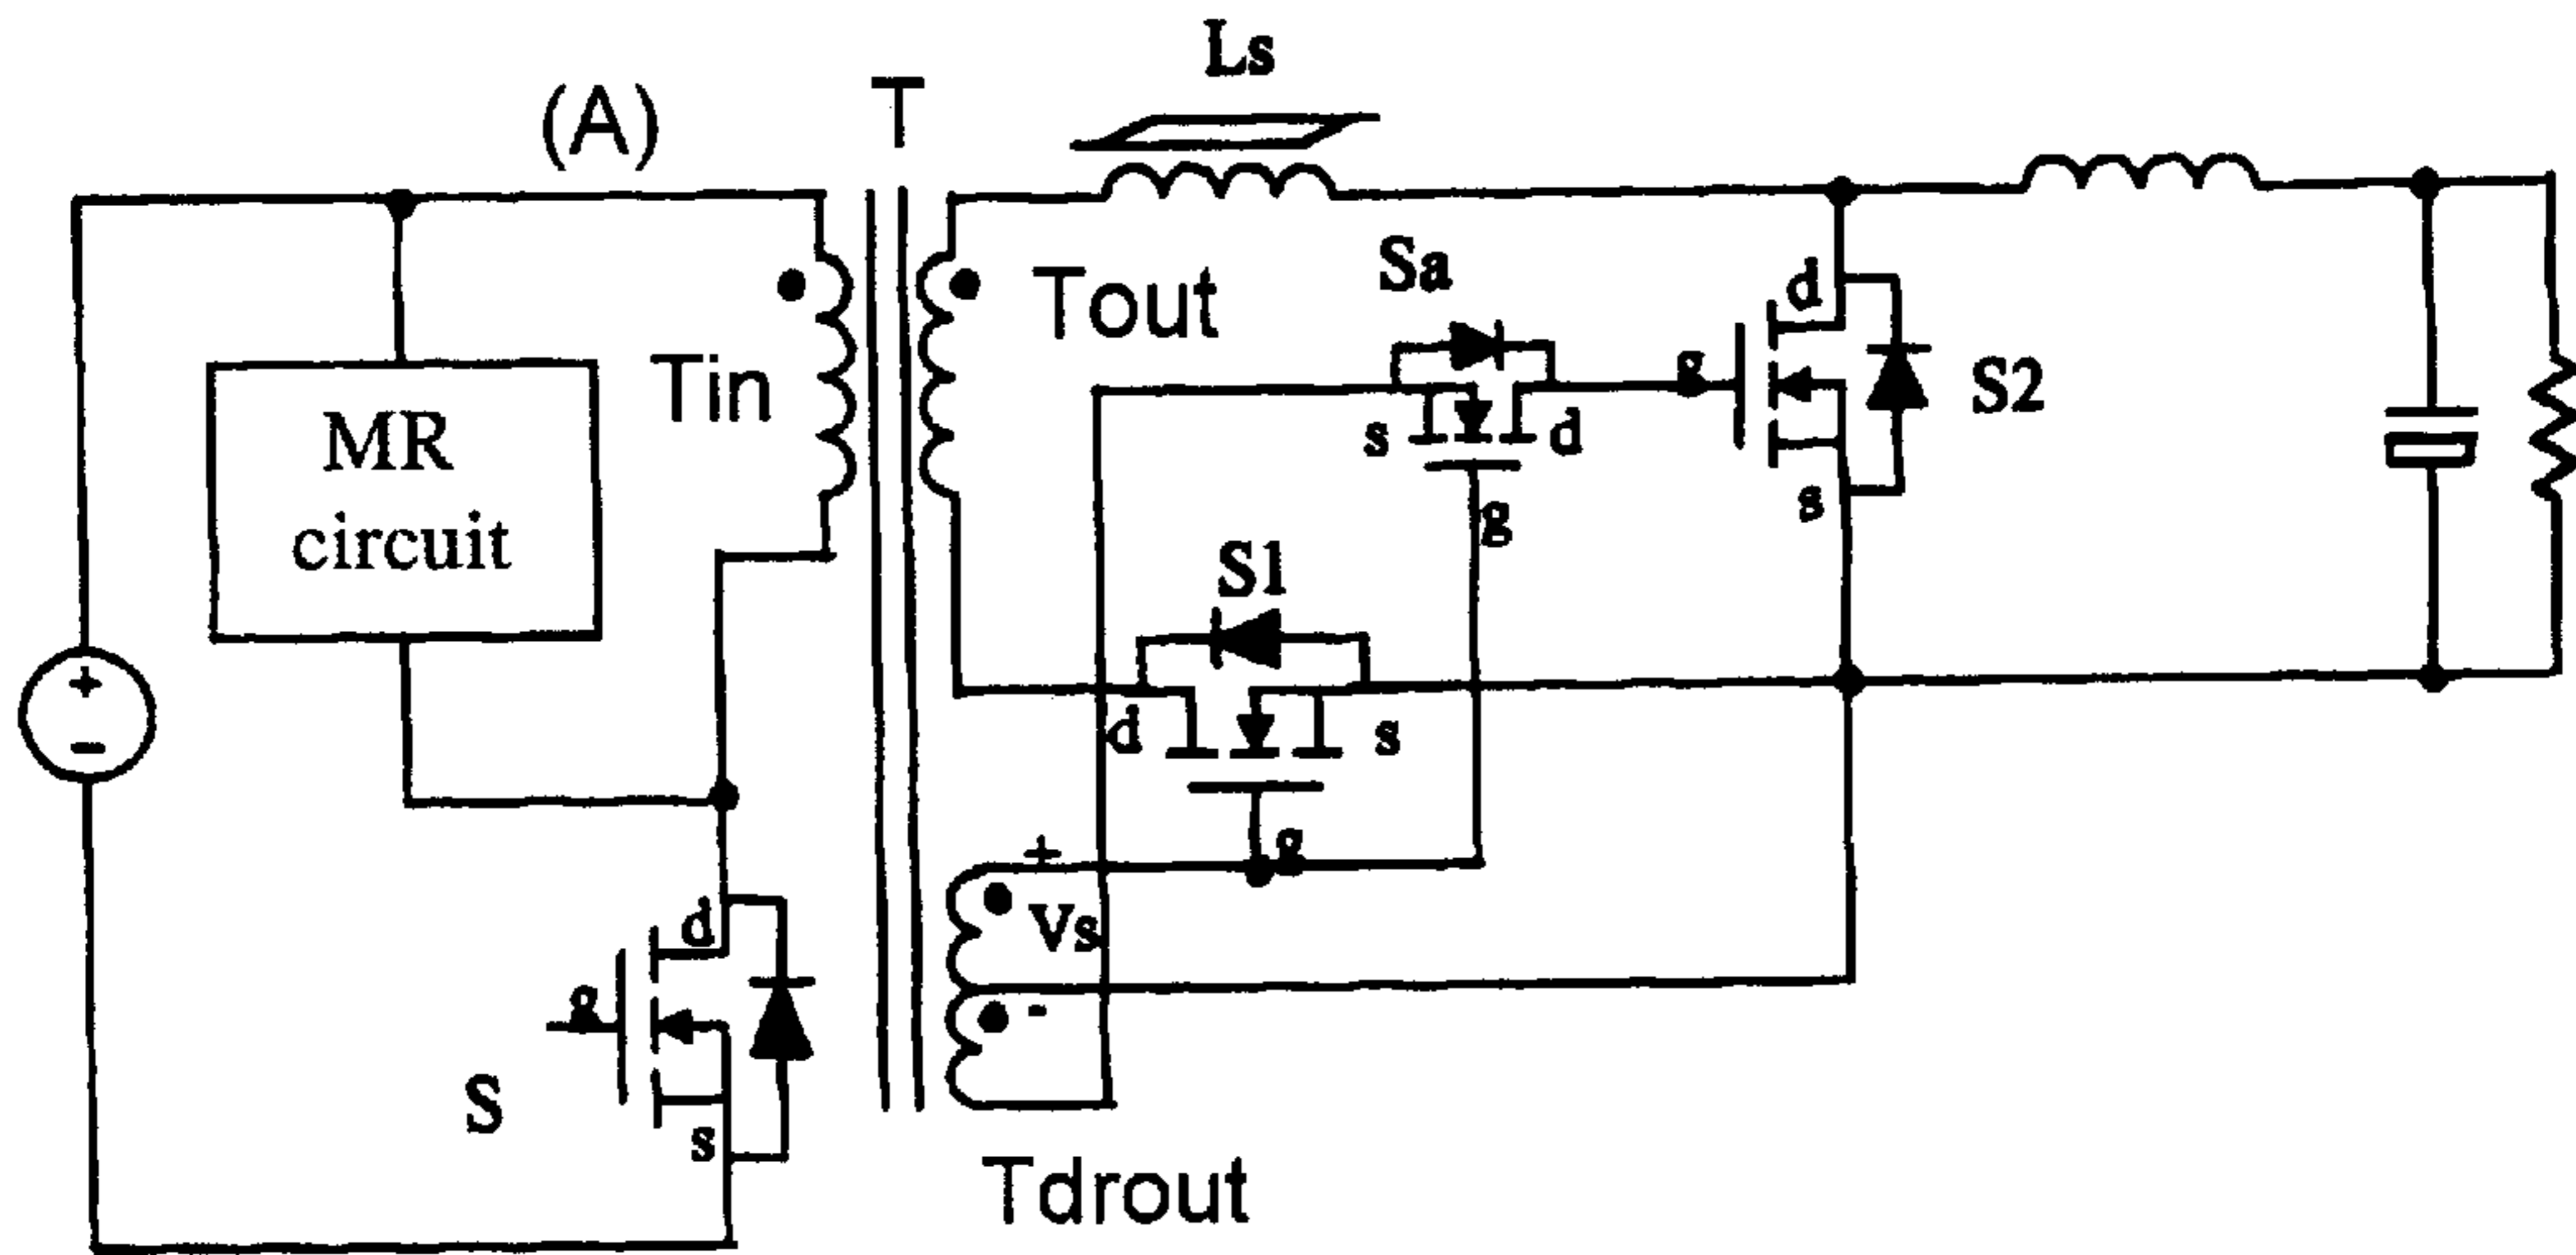 Ls
(A)
T
Tin
Tout
Sa
d
g
S2
s
s
d
g
MR
circuit
S1
d
s
g
+
-
+
Vs
-
d
g
S
s
Tdrout